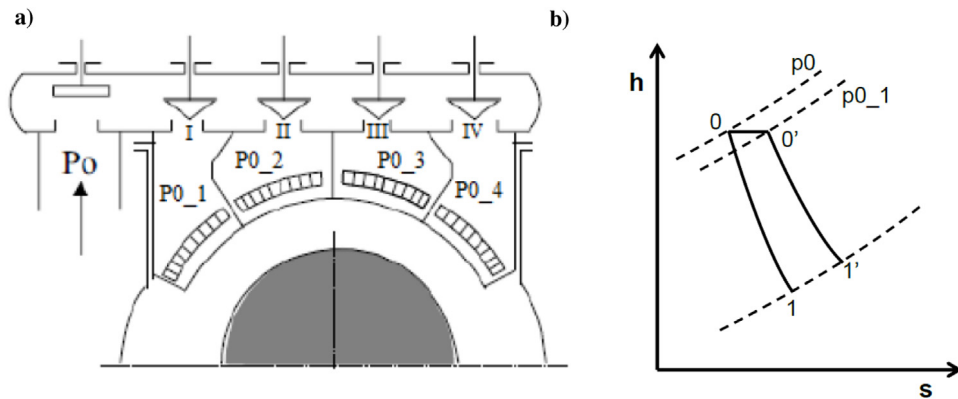 a)
I
II
III
IV
Po
P0_1
P0_2
P0_3
P0_4
b)
h
p0
p0_1
0
0'
1
1'
s